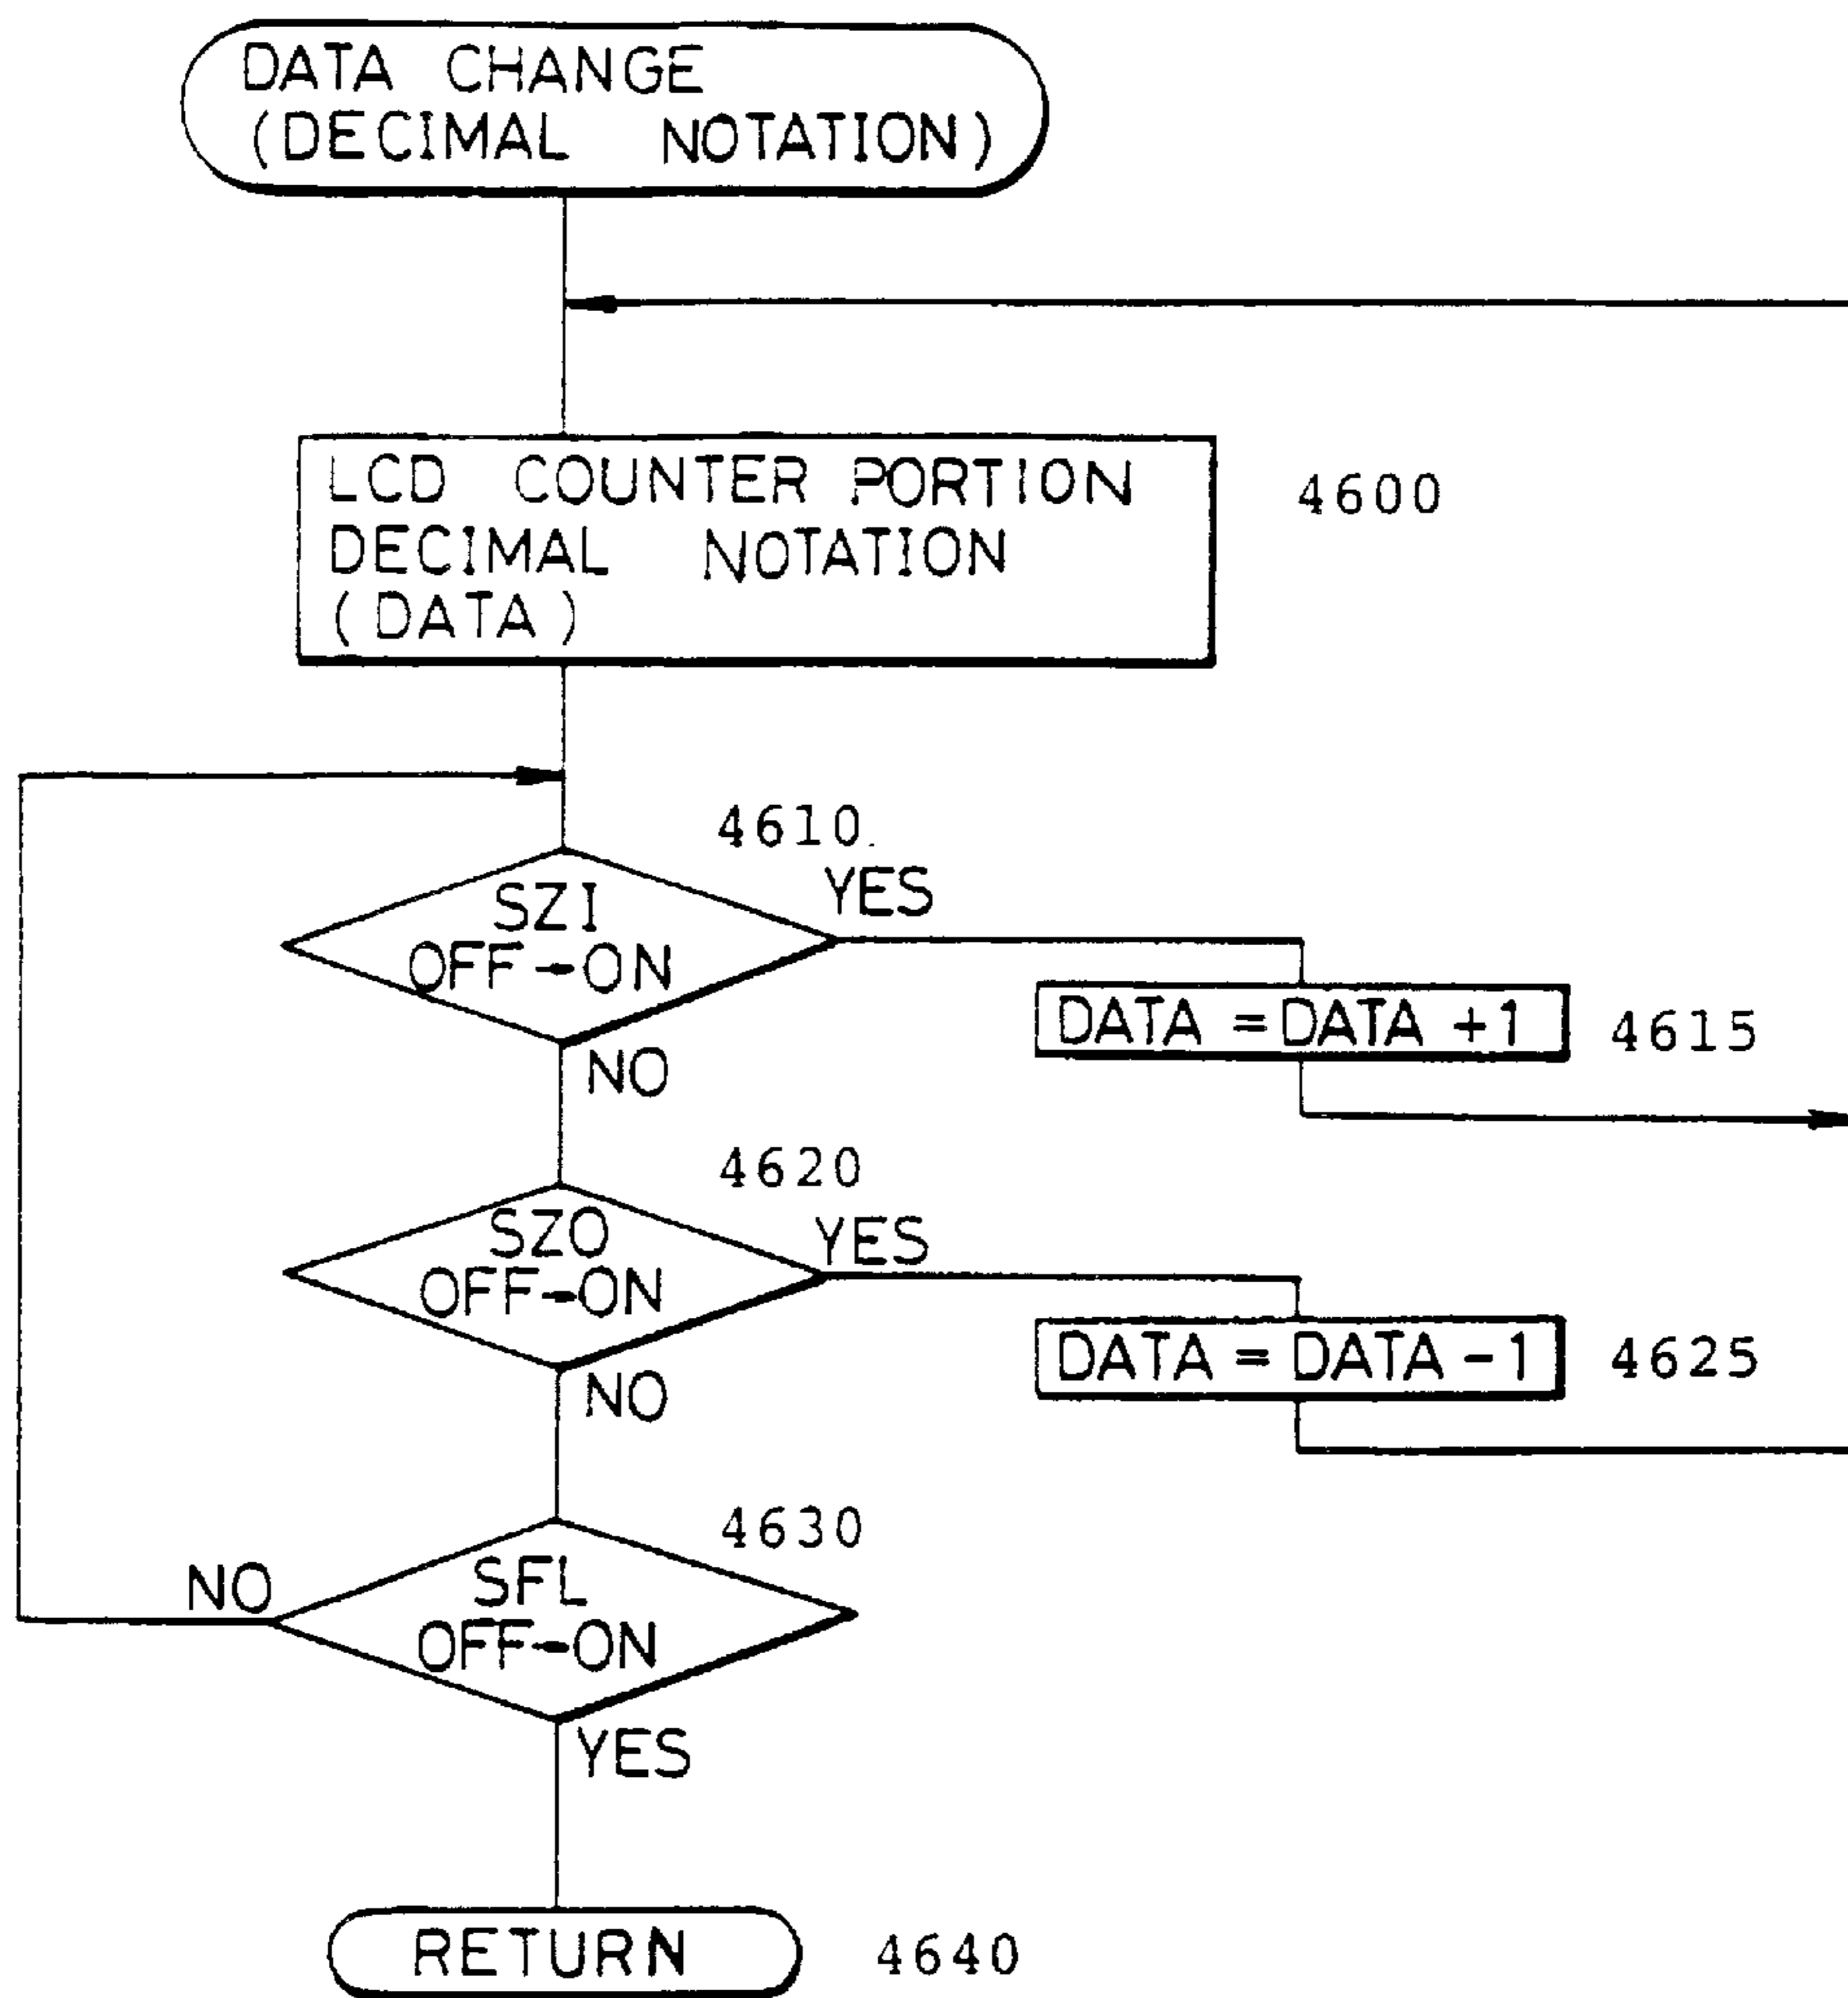 DATA CHANGE
(DECIMAL NOTATION)
LCD COUNTER PORTION
DECIMAL NOTATION
(DATA)
4600
4610
SZI
OFF→ON
YES
NO
DATA = DATA +1
4615
4620
SZO
OFF→ON
YES
NO
DATA = DATA -1
4625
4630
SFL
OFF→ON
NO
YES
RETURN
4640